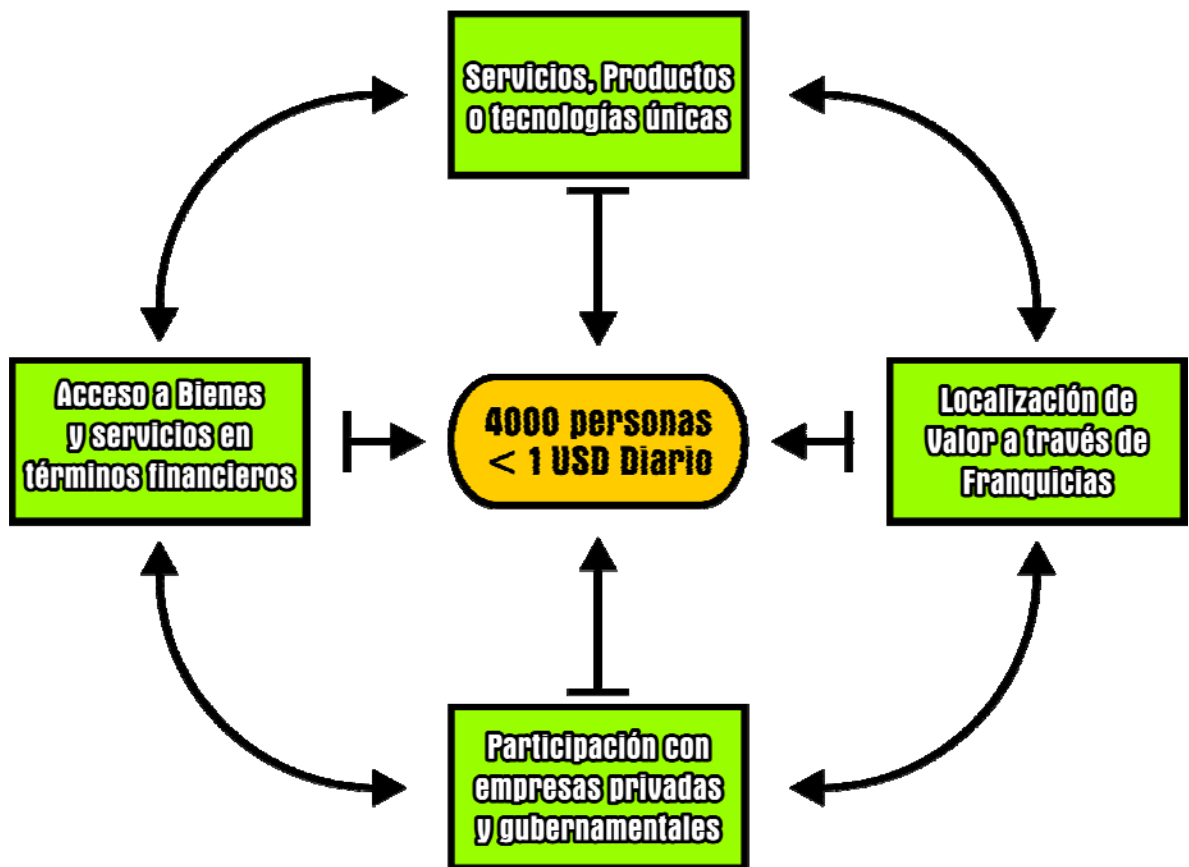 Servicios, Productos
o tecnologías únicas
Acceso a Bienes
y servicios en
términos financieros
4000 personas
< 1 USD Diario
Localización de
Valor a través de
Franquicias
Participación con
empresas privadas
y gubernamentales